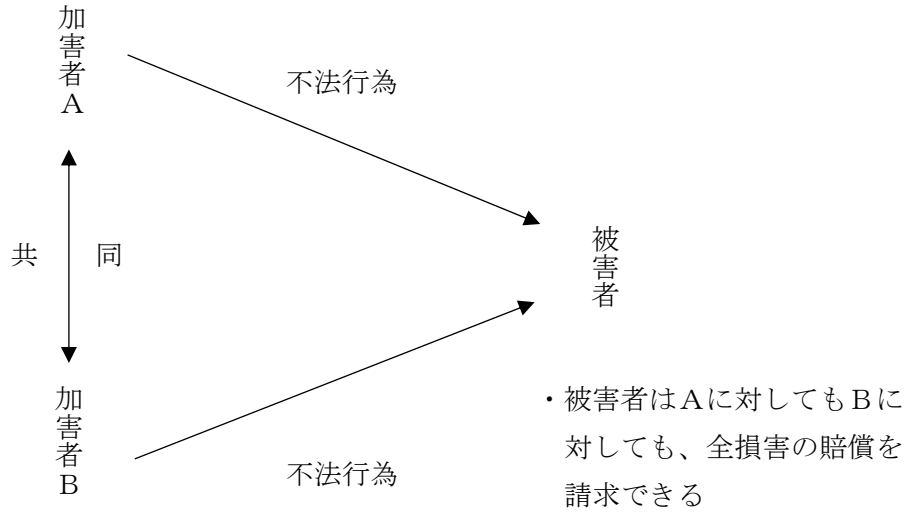 加害者A
不法行為
共 同
被害者
加害者B
不法行為
・被害者はAに対してもBに
対しても、全損害の賠償を
請求できる